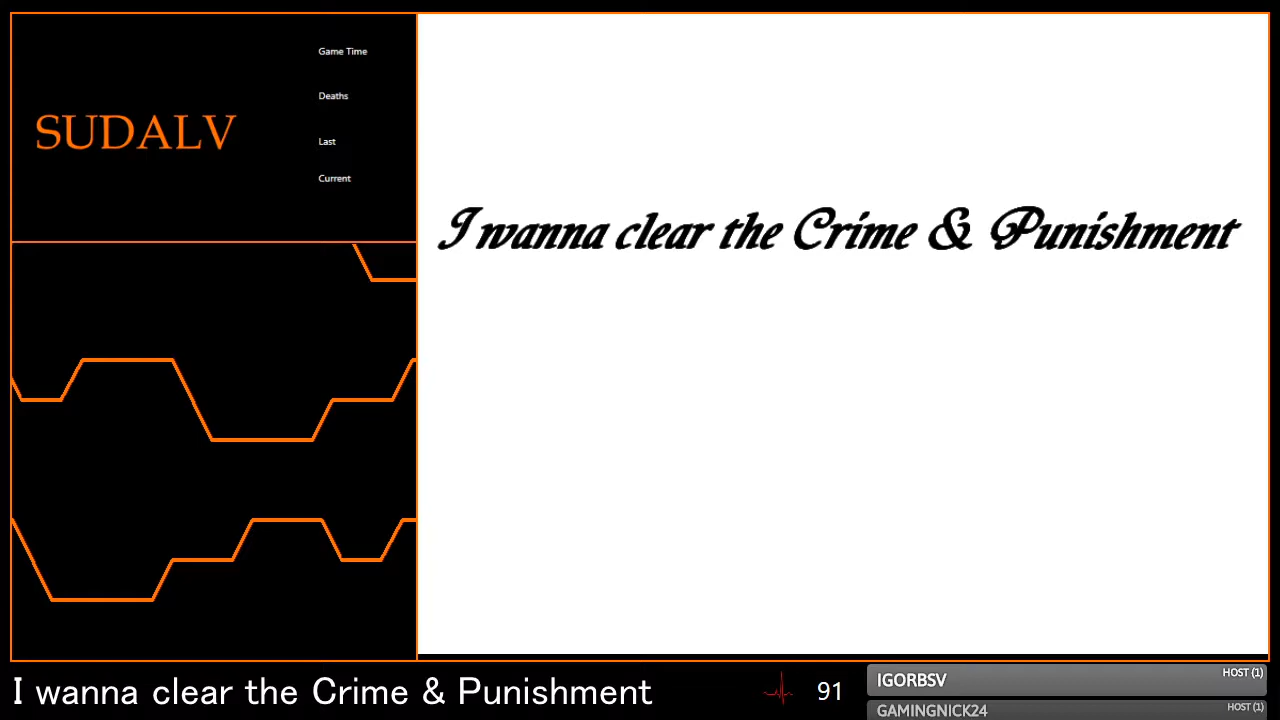 Game Time
Deaths
SUDALV
Last
Current
I wanna clear the Crime & Punishment
I wanna clear the Crime & Punishment
91
IGORBSV
HOST (1)
GAMINGNICK24
HOST (1)